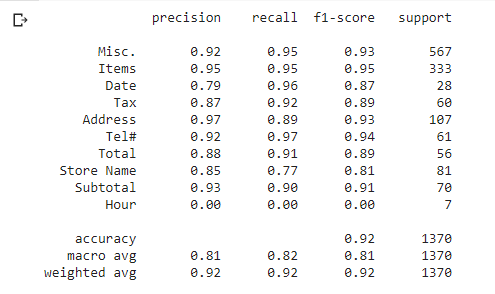 precision recall f1-score support
Misc. 0.92 0.95 0.93 567
Items 0.95 0.95 0.95 333
Date 0.79 0.96 0.87 28
Tax 0.87 0.92 0.89 60
Address 0.97 0.89 0.93 107
Tel# 0.92 0.97 0.94 61
Total 0.88 0.91 0.89 56
Store Name 0.85 0.77 0.81 81
Subtotal 0.93 0.90 0.91 70
Hour 0.00 0.00 0.00 7
accuracy 0.92 1370
macro avg 0.81 0.82 0.81 1370
weighted avg 0.92 0.92 0.92 1370